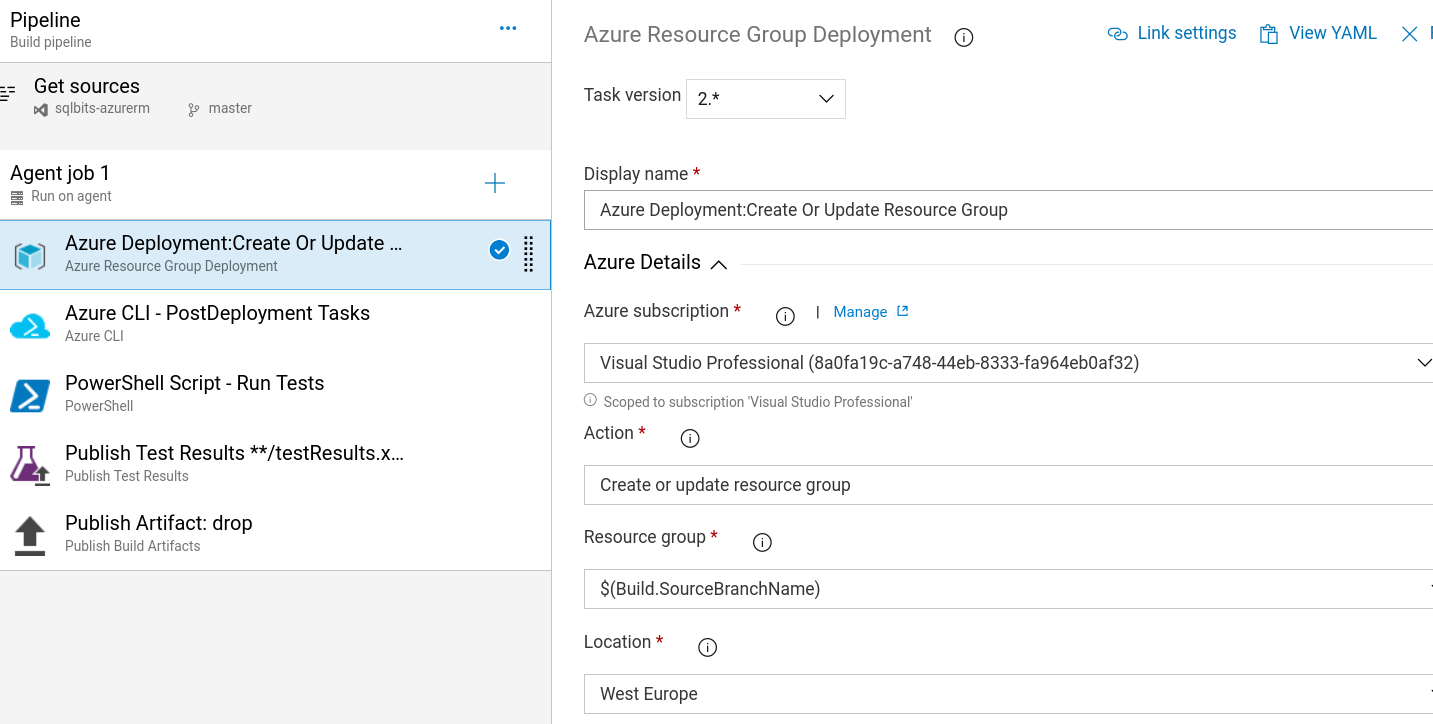 Pipeline
Build pipeline
Get sources
sqlbits-azurerm master
Agent job 1
Run on agent
Azure Deployment:Create Or Update ...
Azure Resource Group Deployment
Azure CLI - PostDeployment Tasks
Azure CLI
PowerShell Script - Run Tests
PowerShell
Publish Test Results **/testResults.x...
Publish Test Results
Publish Artifact: drop
Publish Build Artifacts
Azure Resource Group Deployment
Link settings View YAML
Task version 2.*
Display name *
Azure Deployment:Create Or Update Resource Group
Azure Details
Azure subscription * | Manage
Visual Studio Professional (8a0fa19c-a748-44eb-8333-fa964eb0af32)
Scoped to subscription 'Visual Studio Professional'
Action *
Create or update resource group
Resource group *
$(Build.SourceBranchName)
Location *
West Europe